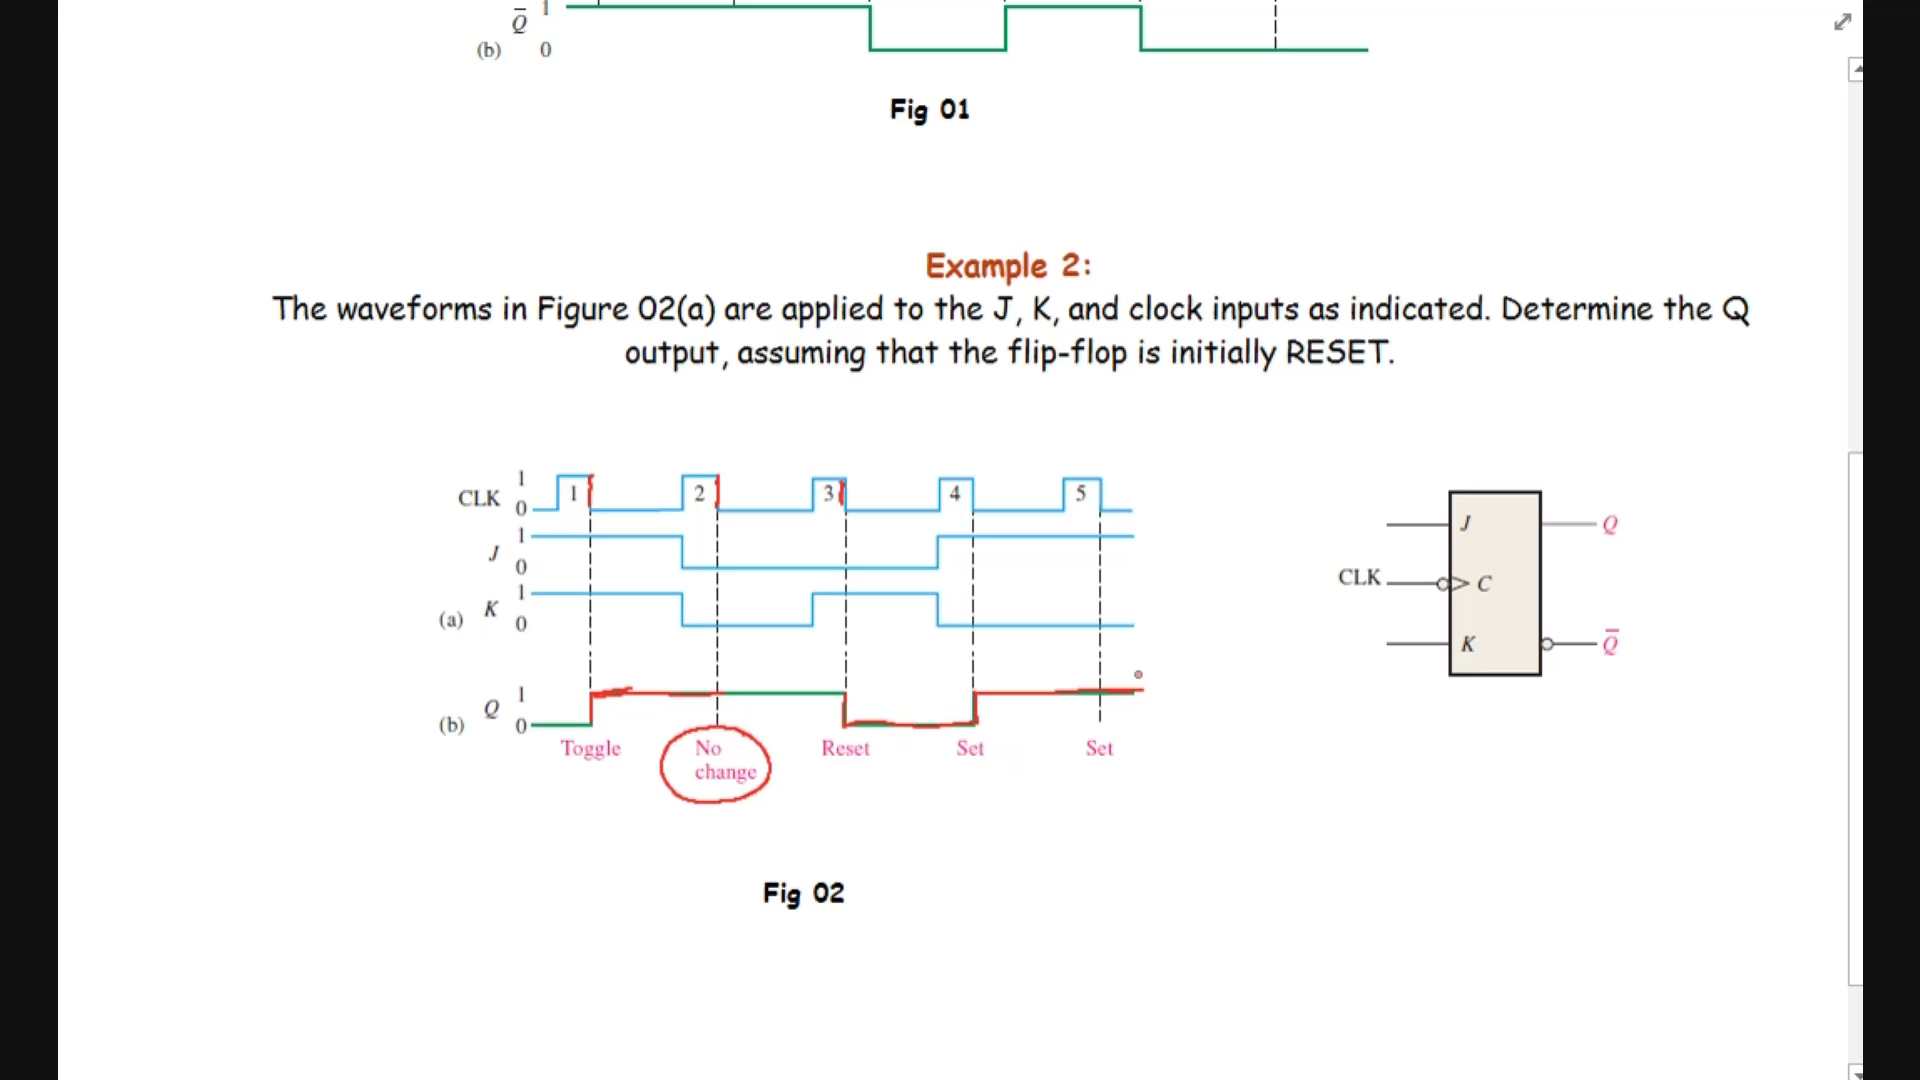 Q̅ 1
(b) 0
Fig 01
Example 2:
The waveforms in Figure 02(a) are applied to the J, K, and clock inputs as indicated. Determine the Q
output, assuming that the flip-flop is initially RESET.
CLK 1 0 1 2 3 4 5
J 1 0
(a) K 1 0
(b) Q 1 0
Toggle No change Reset Set Set
J Q
CLK C
K Q̅
Fig 02